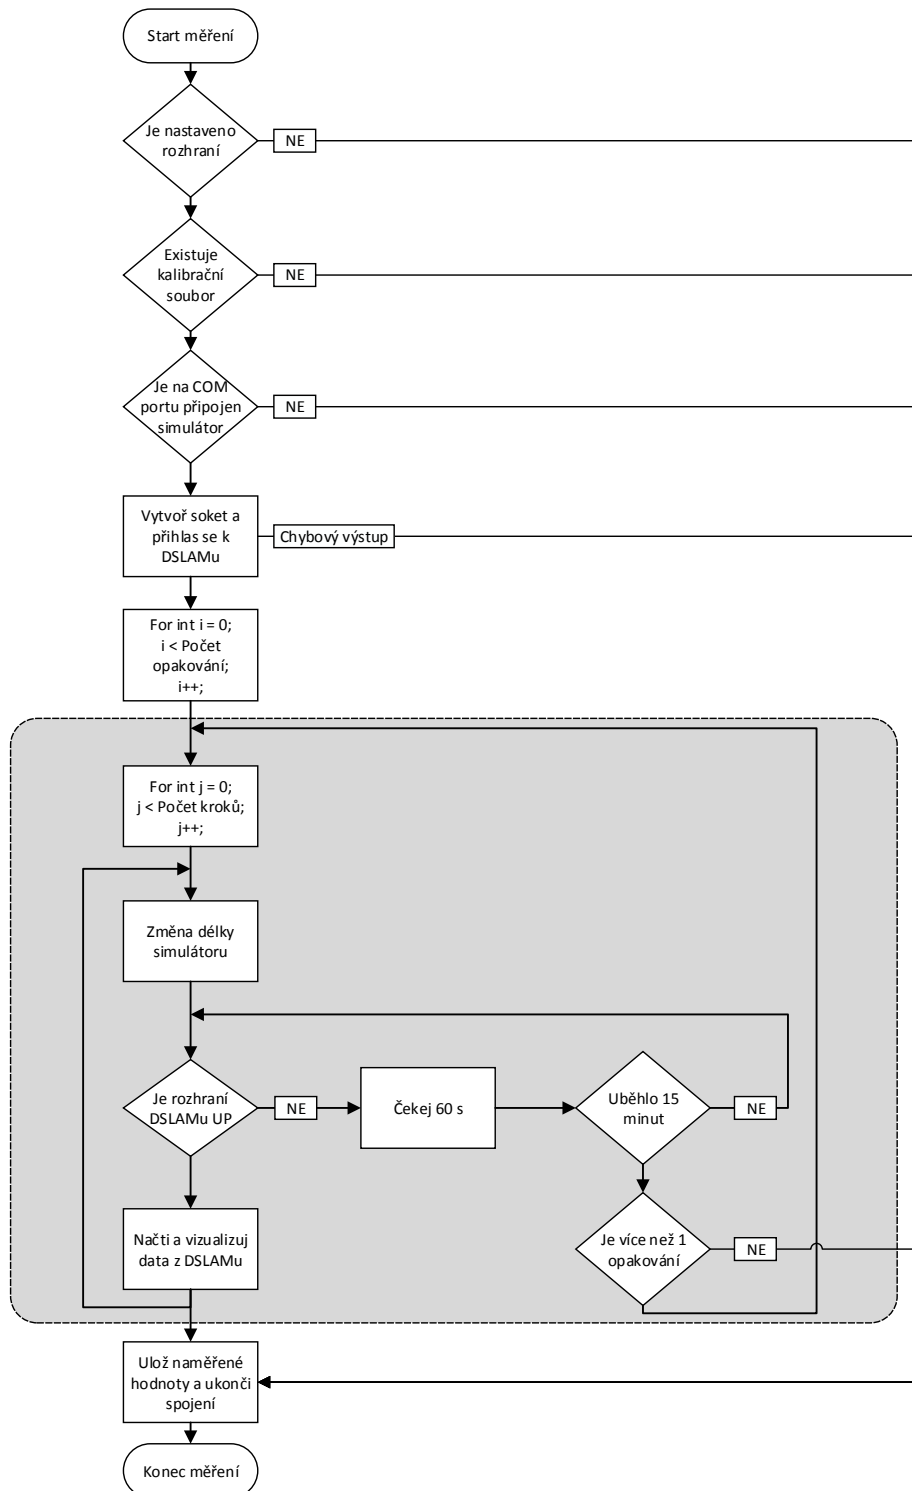 Start měření
Je nastaveno
rozhraní
NE
Existuje
kalibrační
soubor
NE
Je na COM
portu připojen
simulátor
NE
Vytvoř soket a
přihlas se k
DSLAMu
Chybový výstup
For int i = 0;
i < Počet
opakování;
i++;
For int j = 0;
j < Počet kroků;
j++;
Změna délky
simulátoru
Je rozhraní
DSLAMu UP
NE
Čekej 60 s
Uběhlo 15
minut
NE
Načti a vizualizuj
data z DSLAMu
Je více než 1
opakování
NE
Ulož naměřené
hodnoty a ukonči
spojení
Konec měření